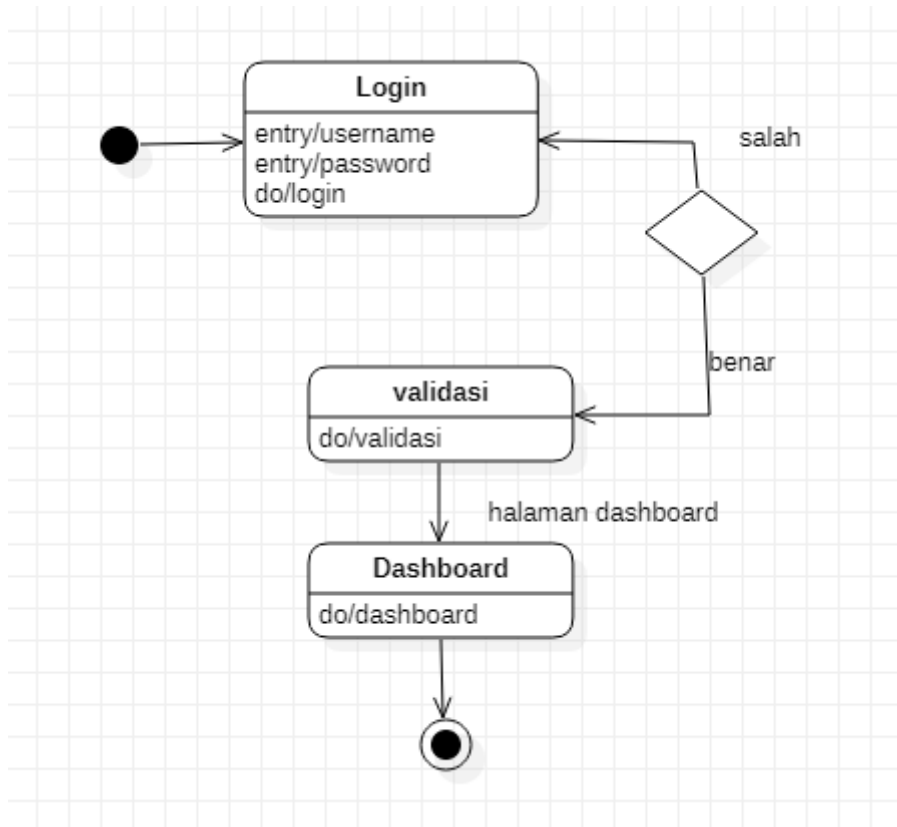 Login
entry/username
entry/password
do/login
salah
benar
validasi
do/validasi
halaman dashboard
Dashboard
do/dashboard